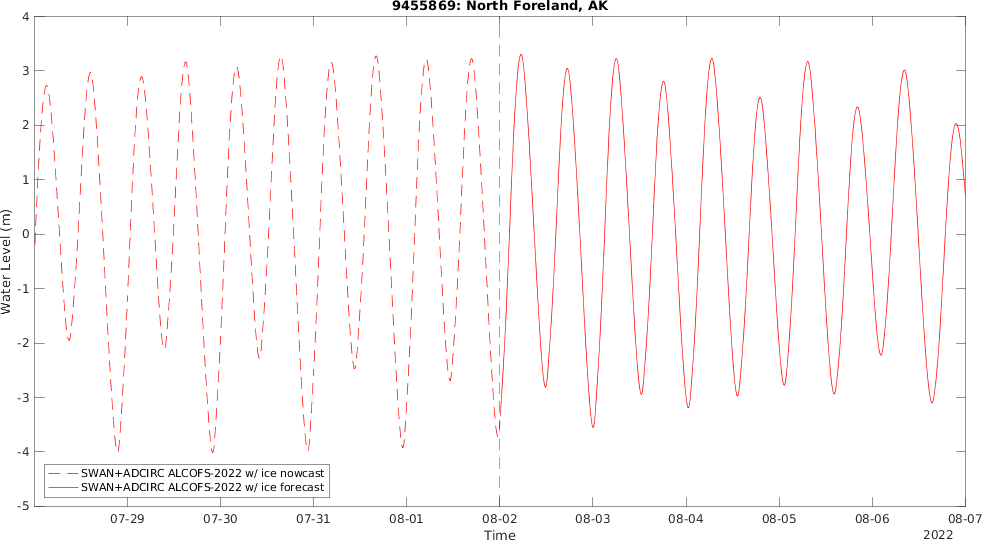 9455869: North Foreland, AK
4
3
2
1
0
-1
-2
-3
-4
-5
Water Level (m)
SWAN+ADCIRC ALCOFS-2022 w/ ice nowcast
SWAN+ADCIRC ALCOFS-2022 w/ ice forecast
07-29 07-30 07-31 08-01 08-02 08-03 08-04 08-05 08-06 08-07
Time
2022